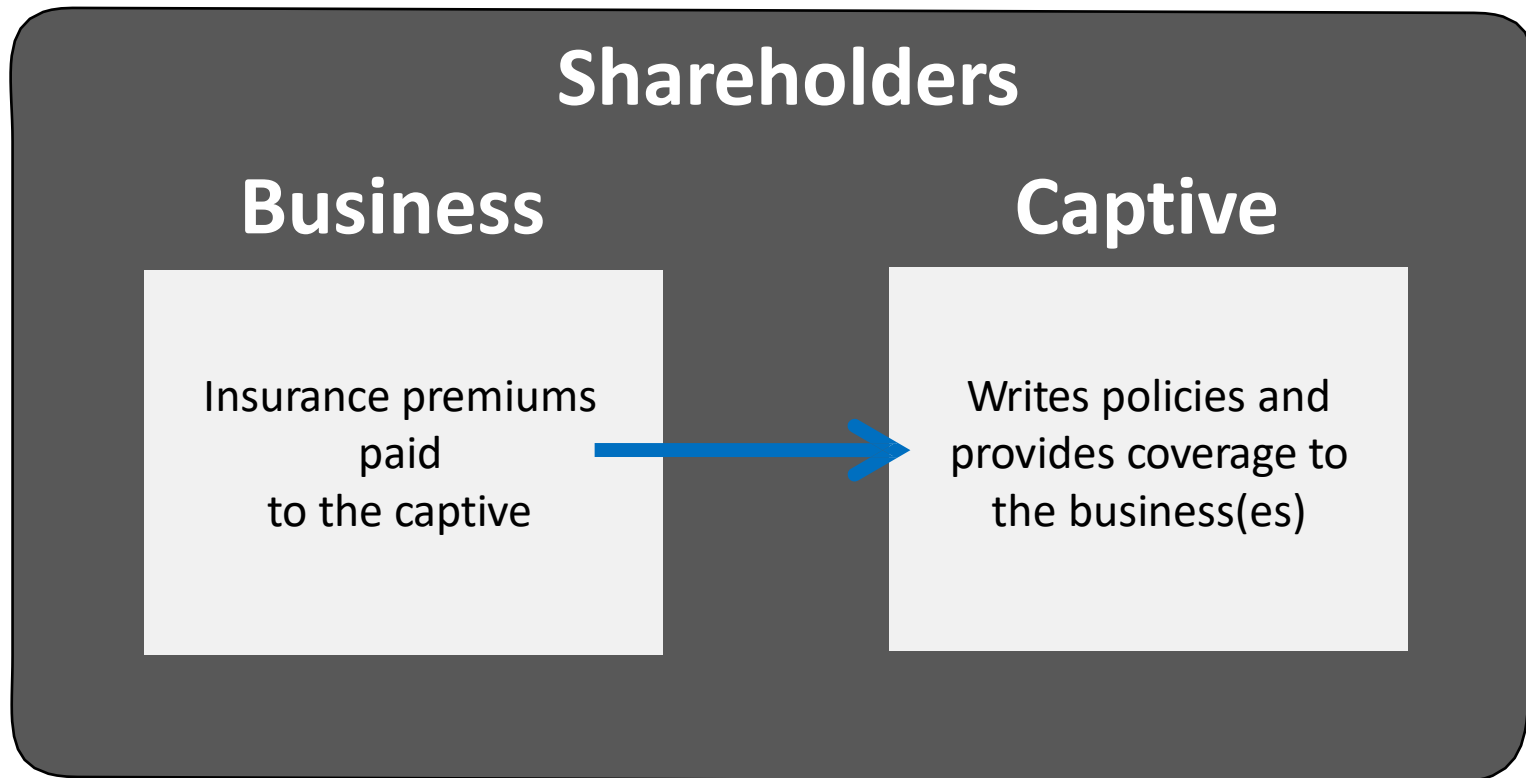 Shareholders
Business
Captive
Insurance premiums
paid
to the captive
Writes policies and
provides coverage to
the business(es)